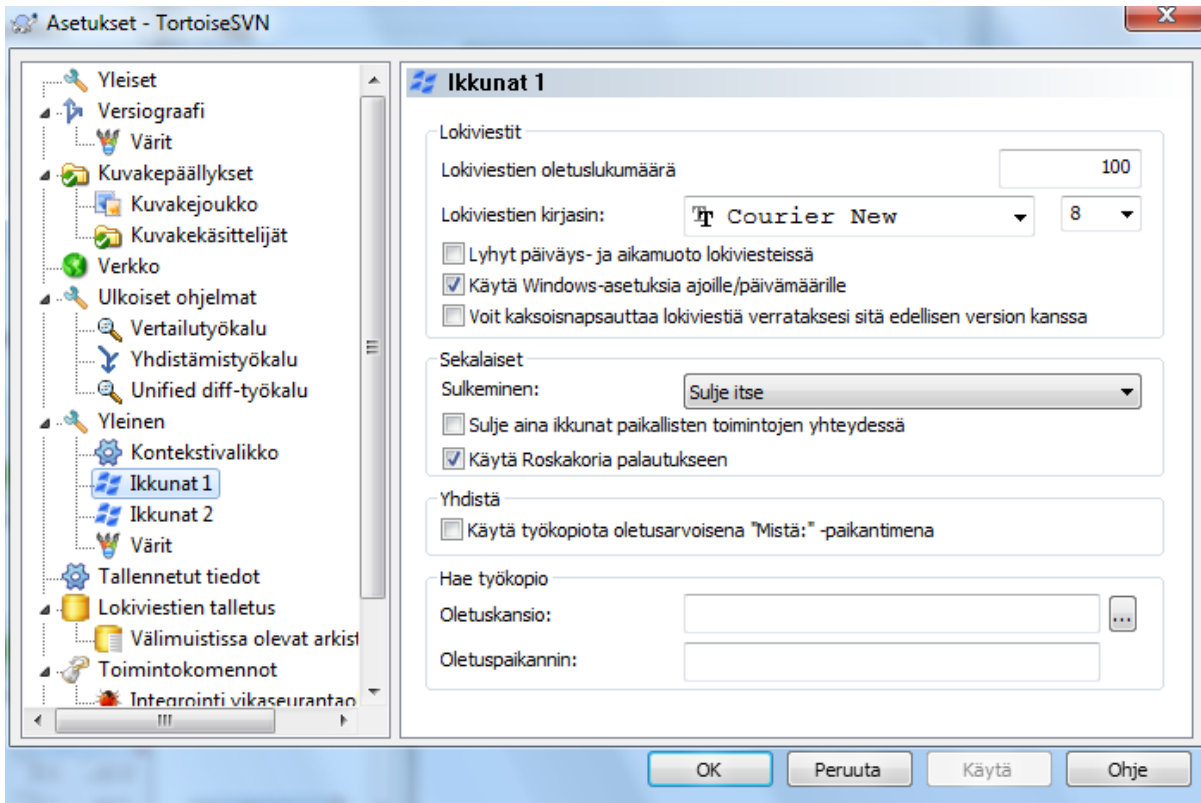 Asetukset - TortoiseSVN
Yleiset
Versiograafi
Värit
Kuvakepäällykset
Kuvakejoukko
Kuvakekäsittelijät
Verkko
Ulkoiset ohjelmat
Vertailutyökalu
Yhdistämistyökalu
Unified diff-työkalu
Yleinen
Kontekstivalikko
Ikkunat 1
Ikkunat 2
Värit
Tallennetut tiedot
Lokiviestien talletus
Välimuistissa olevat arkist
Toimintokomennot
Integrointi vikaseurantao
Ikkunat 1
Lokiviestit
Lokiviestien oletuslukumäärä 100
Lokiviestien kirjasin: Courier New 8
Lyhyt päiväys- ja aikamuoto lokiviesteissä
Käytä Windows-asetuksia ajoille/päivämäärille
Voit kaksoisnapsauttaa lokiviestiä verrataksesi sitä edellisen version kanssa
Sekalaiset
Sulkeminen: Sulje itse
Sulje aina ikkunat paikallisten toimintojen yhteydessä
Käytä Roskakoria palautukseen
Yhdistä
Käytä työkopiota oletusarvoisena "Mistä:" -paikantimena
Hae työkopio
Oletuskansio: ...
Oletuspaikannin:
OK Peruuta Käytä Ohje